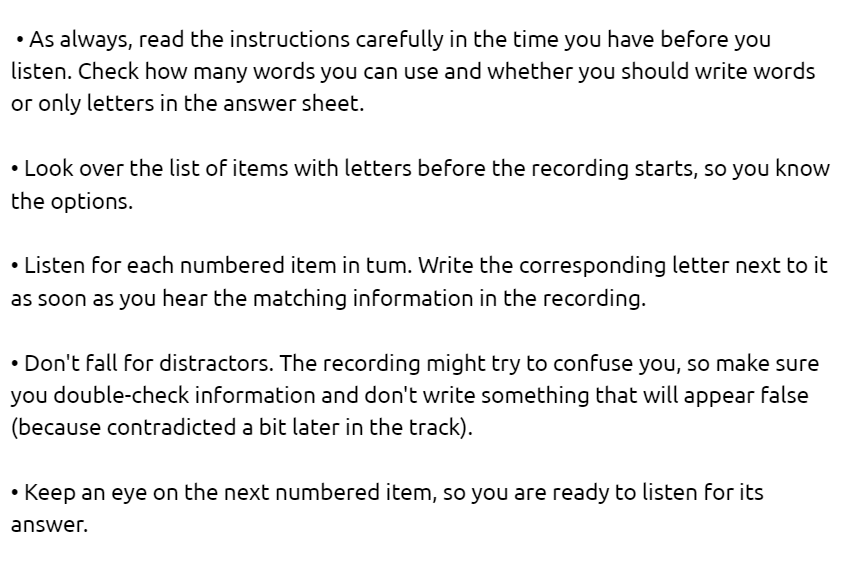 • As always, read the instructions carefully in the time you have before you
listen. Check how many words you can use and whether you should write words
or only letters in the answer sheet.
• Look over the list of items with letters before the recording starts, so you know
the options.
• Listen for each numbered item in tum. Write the corresponding letter next to it
as soon as you hear the matching information in the recording.
• Don't fall for distractors. The recording might try to confuse you, so make sure
you double-check information and don't write something that will appear false
(because contradicted a bit later in the track).
• Keep an eye on the next numbered item, so you are ready to listen for its
answer.